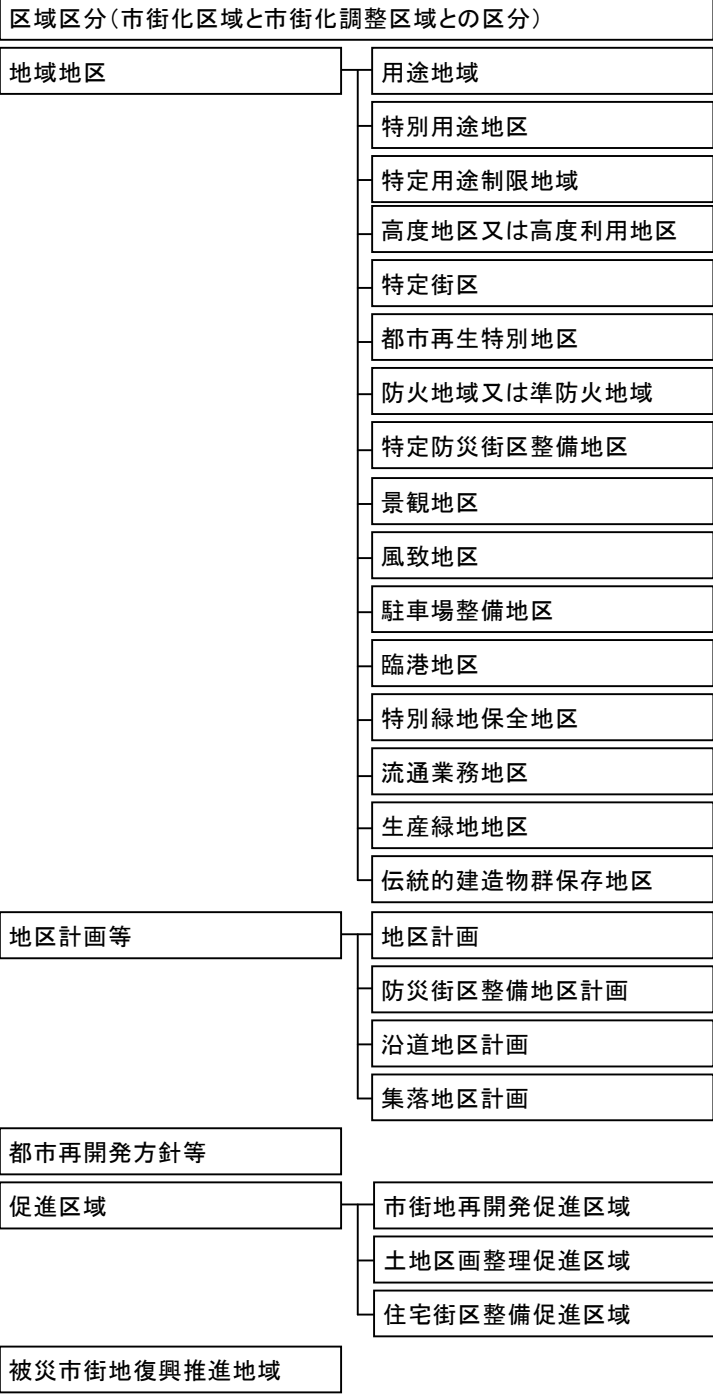 区域区分（市街化区域と市街化調整区域との区分）
地域地区
用途地域
特別用途地区
特定用途制限地域
高度地区又は高度利用地区
特定街区
都市再生特別地区
防火地域又は準防火地域
特定防災街区整備地区
景観地区
風致地区
駐車場整備地区
臨港地区
特別緑地保全地区
流通業務地区
生産緑地地区
伝統的建造物群保存地区
地区計画等
地区計画
防災街区整備地区計画
沿道地区計画
集落地区計画
都市再開発方針等
促進区域
市街地再開発促進区域
土地区画整理促進区域
住宅街区整備促進区域
被災市街地復興推進地域